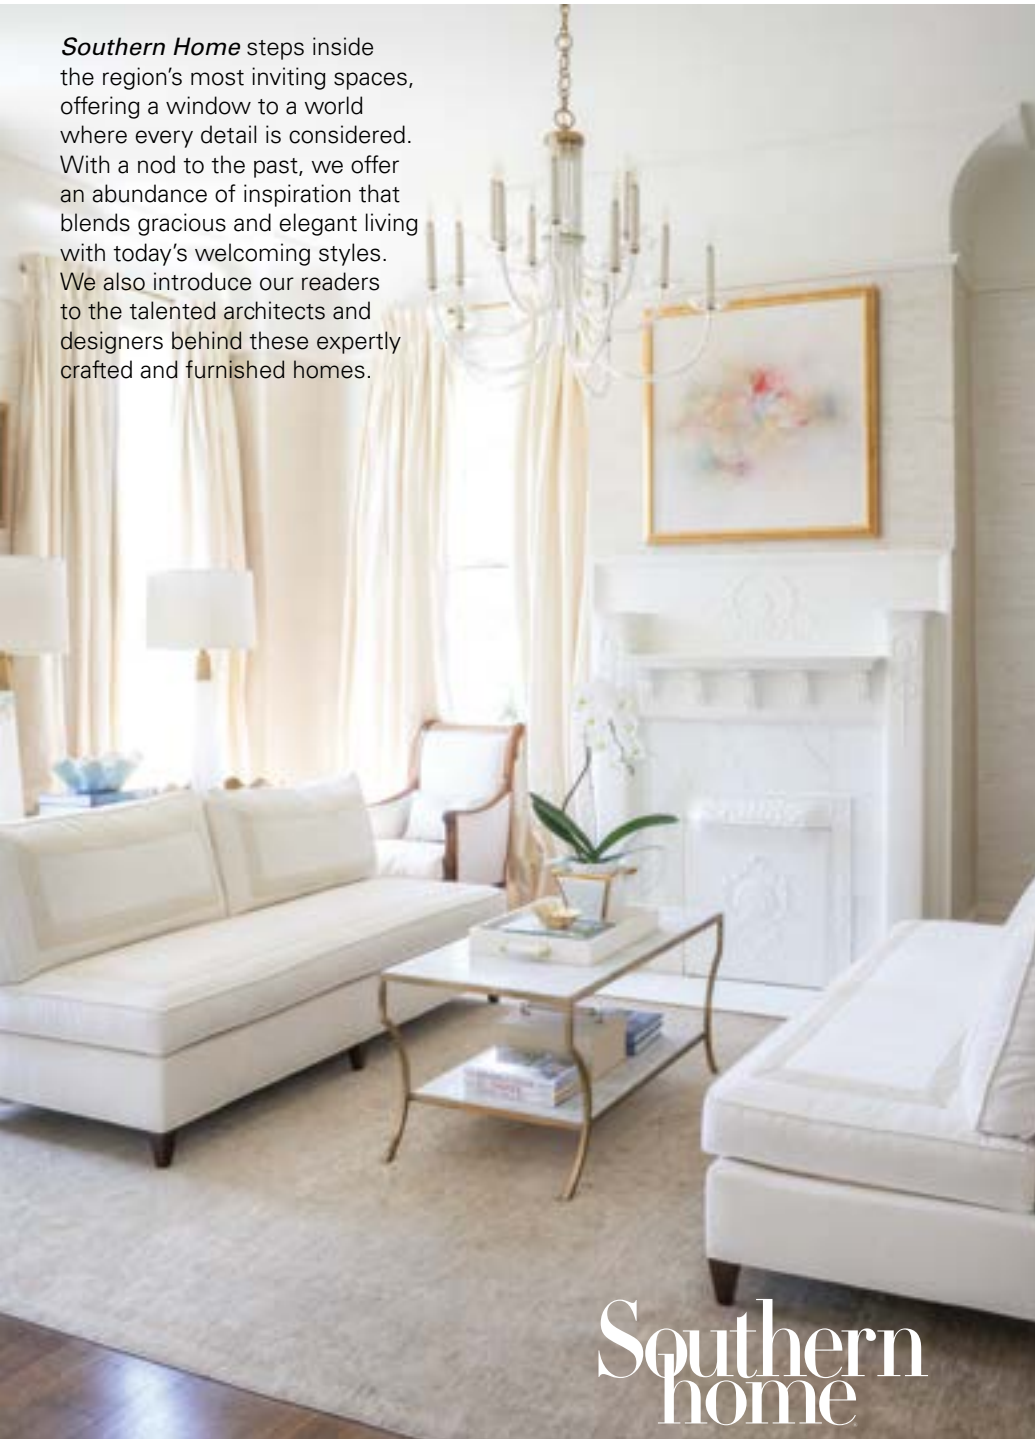 Southern Home steps inside
the region's most inviting spaces,
offering a window to a world
where every detail is considered.
With a nod to the past, we offer
an abundance of inspiration that
blends gracious and elegant living
with today's welcoming styles.
We also introduce our readers
to the talented architects and
designers behind these expertly
crafted and furnished homes.
Southern
home